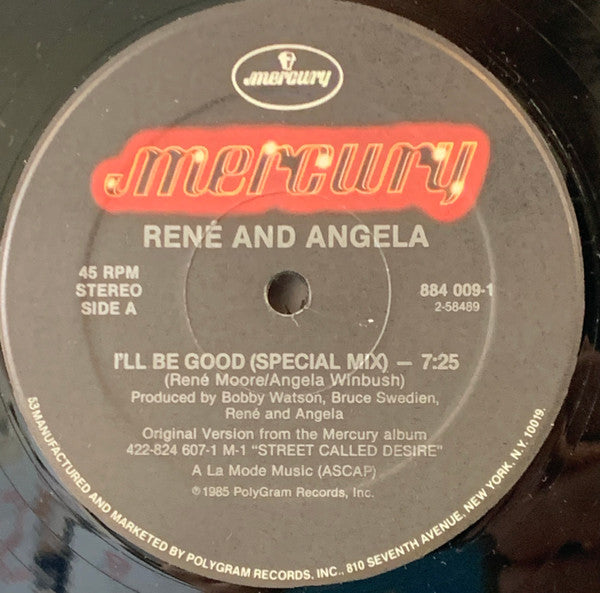 mercury
mercury
RENÉ AND ANGELA
45 RPM
STEREO
SIDE A
884 009-1
2-58489
I'LL BE GOOD (SPECIAL MIX) — 7:25
(René Moore/Angela Winbush)
Produced by Bobby Watson, Bruce Swedien,
René and Angela
Original Version from the Mercury album
422-824 607-1 M-1 "STREET CALLED DESIRE"
A La Mode Music (ASCAP)
℗1985 PolyGram Records, Inc.
53 MANUFACTURED AND MARKETED BY POLYGRAM RECORDS, INC., 810 SEVENTH AVENUE, NEW YORK, N.Y. 10019.